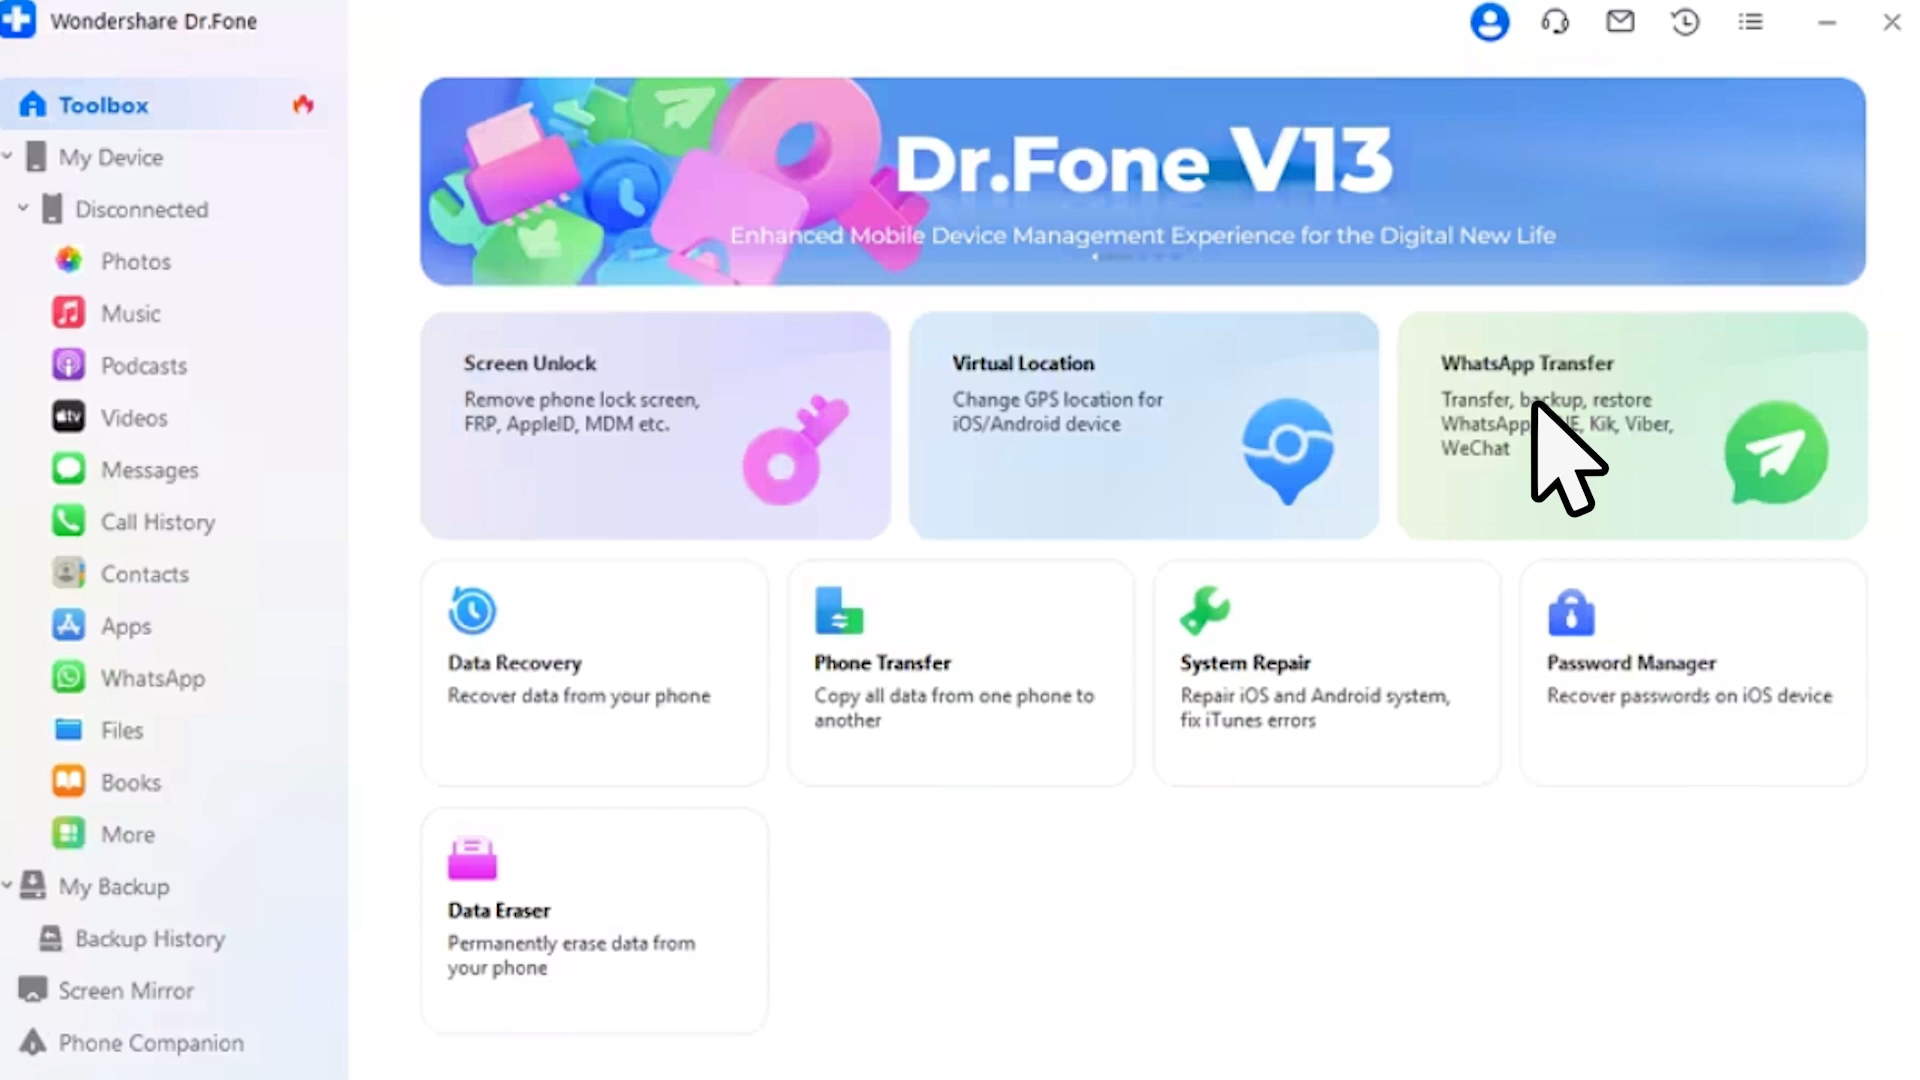 Wondershare Dr.Fone
Toolbox
My Device
Disconnected
Photos
Music
Podcasts
Videos
Messages
Call History
Contacts
Apps
WhatsApp
Files
Books
More
My Backup
Backup History
Screen Mirror
Phone Companion
Dr.Fone V13
Enhanced Mobile Device Management Experience for the Digital New Life
Screen Unlock
Remove phone lock screen,
FRP, AppleID, MDM etc.
Virtual Location
Change GPS location for
iOS/Android device
WhatsApp Transfer
Transfer, backup, restore
WhatsApp Kik, Viber,
WeChat
Data Recovery
Recover data from your phone
Phone Transfer
Copy all data from one phone to
another
System Repair
Repair iOS and Android system,
fix iTunes errors
Password Manager
Recover passwords on iOS device
Data Eraser
Permanently erase data from
your phone